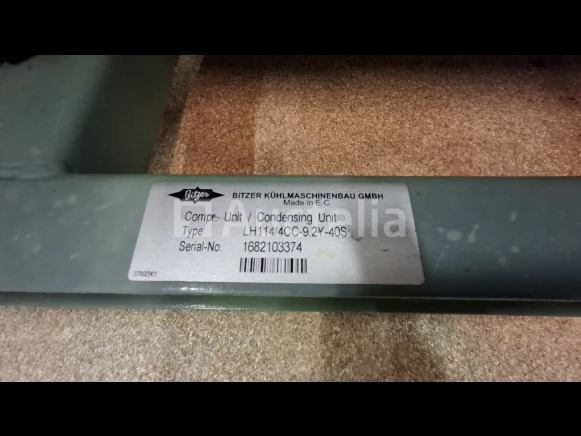 Bitzer
BITZER KÜHLMASCHINENBAU GMBH
Made in E.C.
Compr.- Unit / Condensing Unit
Type LH114/4CC-9.2Y-40S
Serial-No. 1682103374